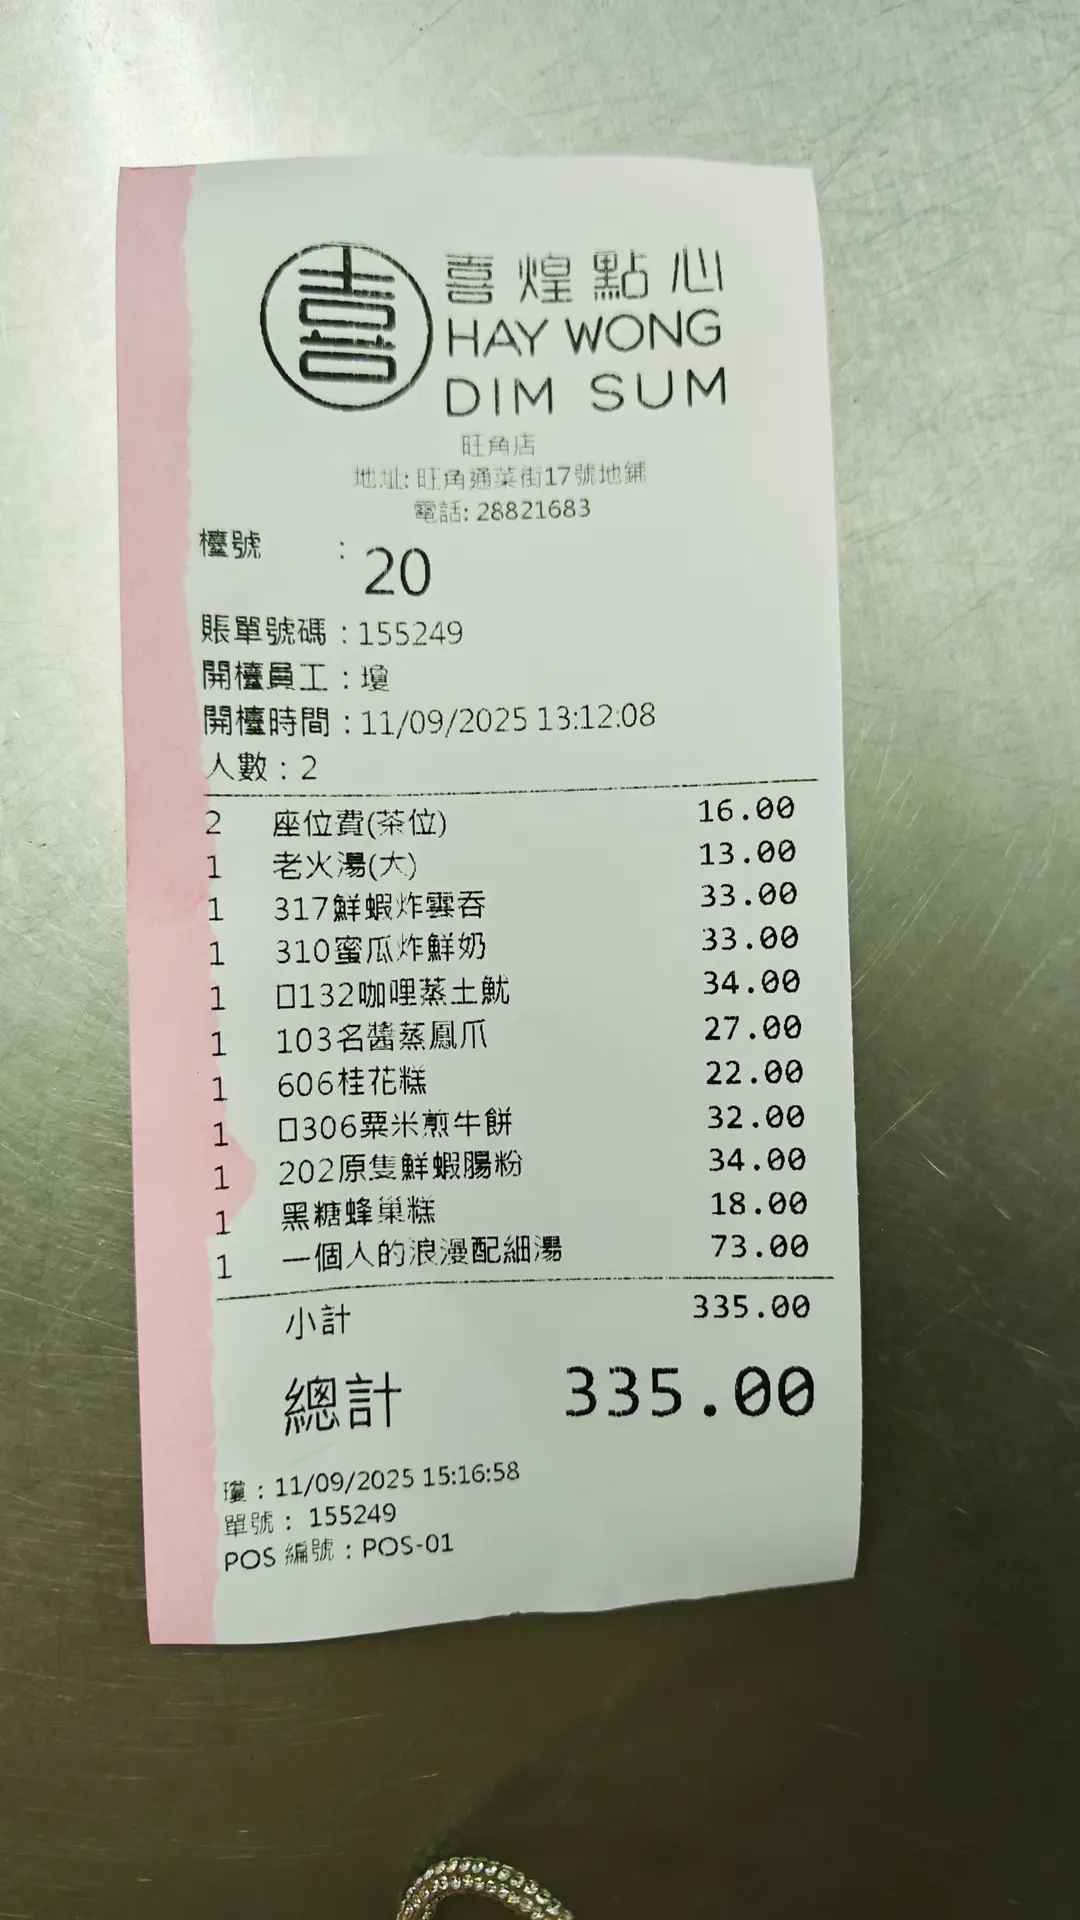 喜
喜煌點心
HAY WONG
DIM SUM
旺角店
地址: 旺角通菜街17號地鋪
電話: 28821683
檯號 : 20
賬單號碼 : 155249
開檯員工 : 瓊
開檯時間 : 11/09/2025 13:12:08
人數 : 2
2 座位費(茶位) 16.00
1 老火湯(大) 13.00
1 317鮮蝦炸雲吞 33.00
1 310蜜瓜炸鮮奶 33.00
1 口132咖哩蒸土魷 34.00
1 103名醬蒸鳳爪 27.00
1 606桂花糕 22.00
1 口306粟米煎牛餅 32.00
1 202原隻鮮蝦腸粉 34.00
1 黑糖蜂巢糕 18.00
1 一個人的浪漫配細湯 73.00
小計 335.00
總計 335.00
瓊 : 11/09/2025 15:16:58
單號 : 155249
POS 編號 : POS-01